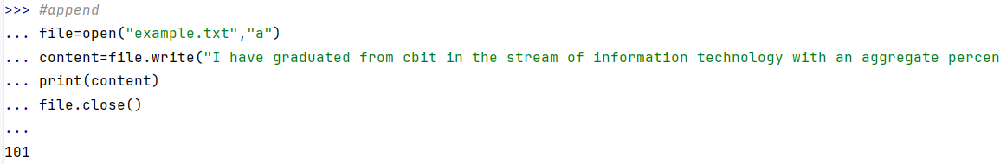 >>> #append
... file=open("example.txt","a")
... content=file.write("I have graduated from cbit in the stream of information technology with an aggregate percen
... print(content)
... file.close()
...
101